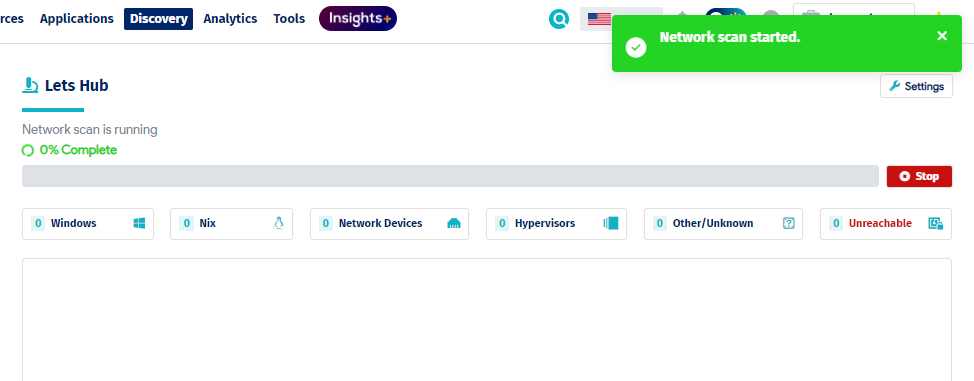 Applications Discovery Analytics Tools Insights+
Network scan started.
Lets Hub
Settings
Network scan is running
0% Complete
Stop
0 Windows
0 Nix
0 Network Devices
0 Hypervisors
0 Other/Unknown
0 Unreachable